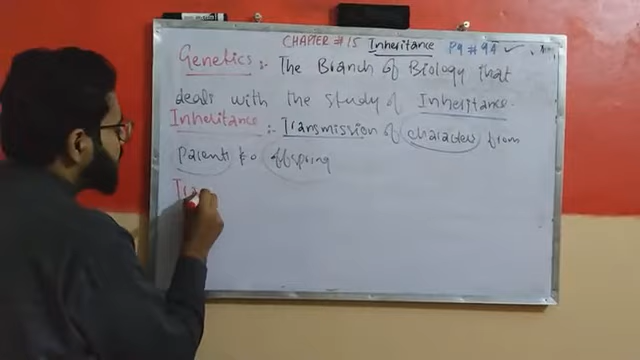 CHAPTER # 15 Inheritance Pg # 94
Genetics :- The Branch of Biology that
deals with the study of Inheritance.
Inheritance :- Transmission of characters from
Parents to offspring
Tra